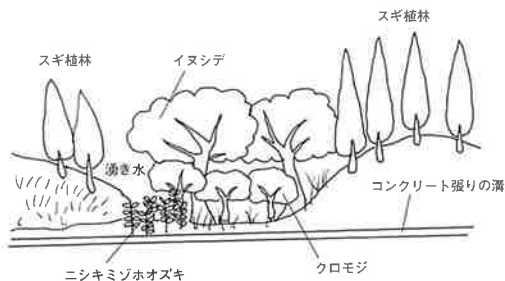 スギ植林
スギ植林
イヌシデ
湧き水
コンクリート張りの溝
クロモジ
ニシキミゾホオズキ